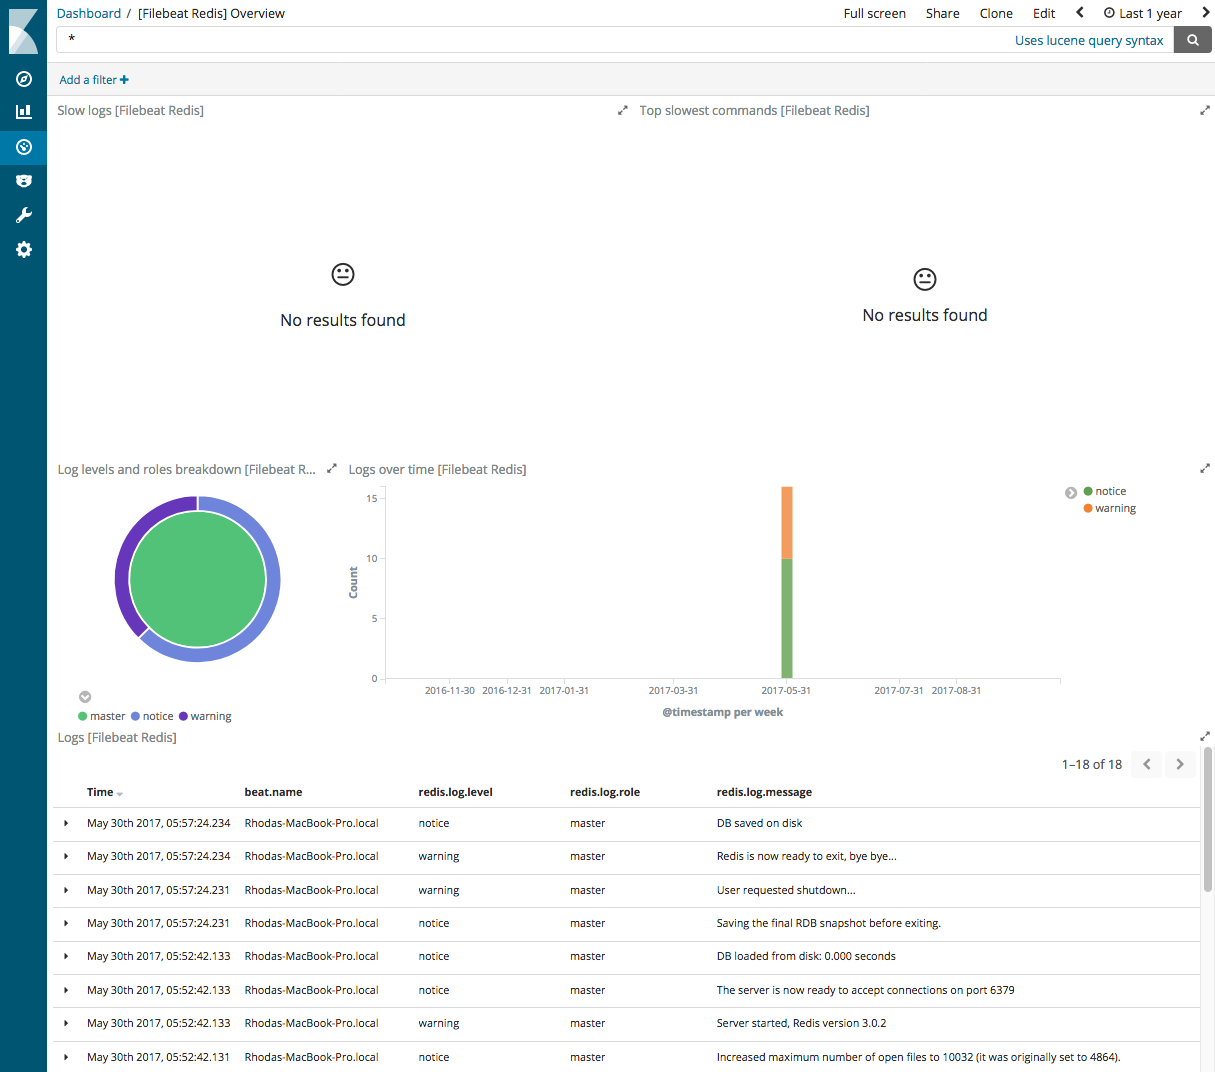 Dashboard / [Filebeat Redis] Overview Full screen Share Clone Edit Last 1 year
* Uses lucene query syntax
Add a filter
Slow logs [Filebeat Redis] Top slowest commands [Filebeat Redis]
No results found No results found
Log levels and roles breakdown [Filebeat R... Logs over time [Filebeat Redis]
15
10
5
0
Count
2016-11-30 2016-12-31 2017-01-31 2017-03-31 2017-05-31 2017-07-31 2017-08-31
@timestamp per week
notice
warning
master notice warning
Logs [Filebeat Redis]
1–18 of 18
Time beat.name redis.log.level redis.log.role redis.log.message
May 30th 2017, 05:57:24.234 Rhodas-MacBook-Pro.local notice master DB saved on disk
May 30th 2017, 05:57:24.234 Rhodas-MacBook-Pro.local warning master Redis is now ready to exit, bye bye...
May 30th 2017, 05:57:24.231 Rhodas-MacBook-Pro.local warning master User requested shutdown...
May 30th 2017, 05:57:24.231 Rhodas-MacBook-Pro.local notice master Saving the final RDB snapshot before exiting.
May 30th 2017, 05:52:42.133 Rhodas-MacBook-Pro.local notice master DB loaded from disk: 0.000 seconds
May 30th 2017, 05:52:42.133 Rhodas-MacBook-Pro.local notice master The server is now ready to accept connections on port 6379
May 30th 2017, 05:52:42.133 Rhodas-MacBook-Pro.local warning master Server started, Redis version 3.0.2
May 30th 2017, 05:52:42.131 Rhodas-MacBook-Pro.local notice master Increased maximum number of open files to 10032 (it was originally set to 4864).